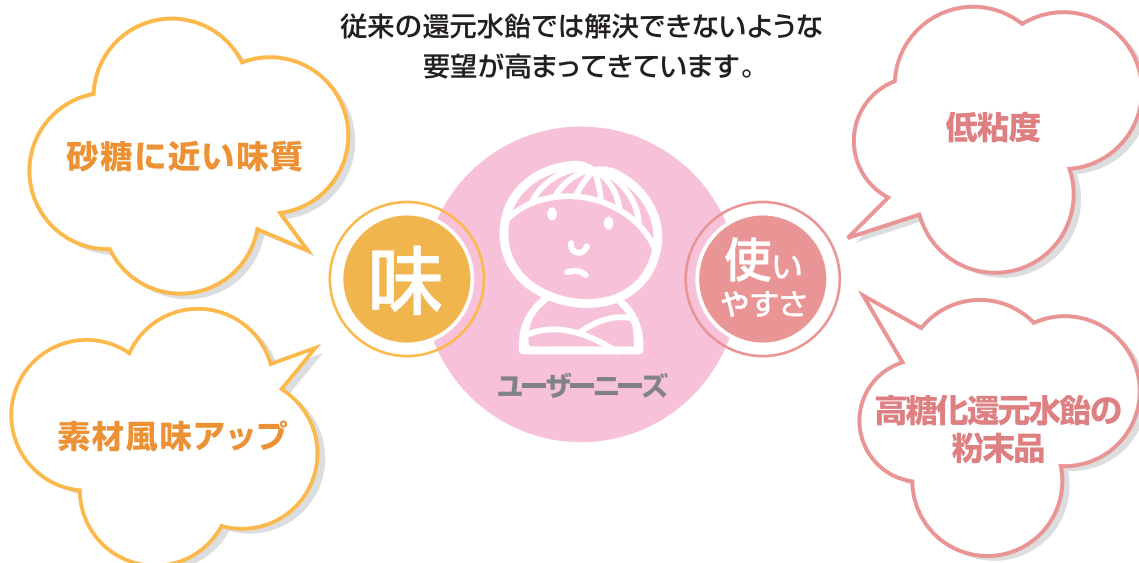 従来の還元水飴では解決できないような
要望が高まってきています。
砂糖に近い味質
低粘度
味
使い
やすさ
ユーザーニーズ
素材風味アップ
高糖化還元水飴の
粉末品